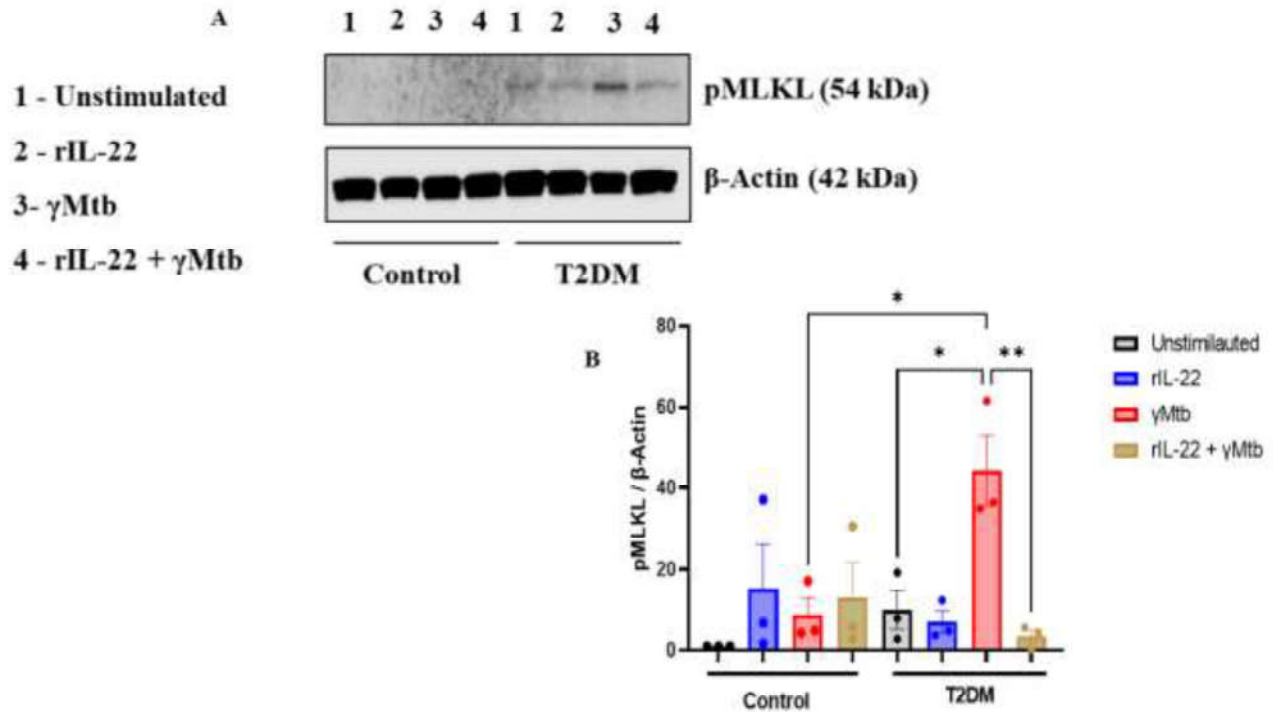 A
1 2 3 4 1 2 3 4
1 - Unstimulated
2 - rIL-22
3- γMtb
4 - rIL-22 + γMtb
pMLKL (54 kDa)
β-Actin (42 kDa)
Control T2DM
B
pMLKL / β-Actin
80
60
40
20
0
*
* **
Control T2DM
Unstimilauted
rIL-22
γMtb
rIL-22 + γMtb